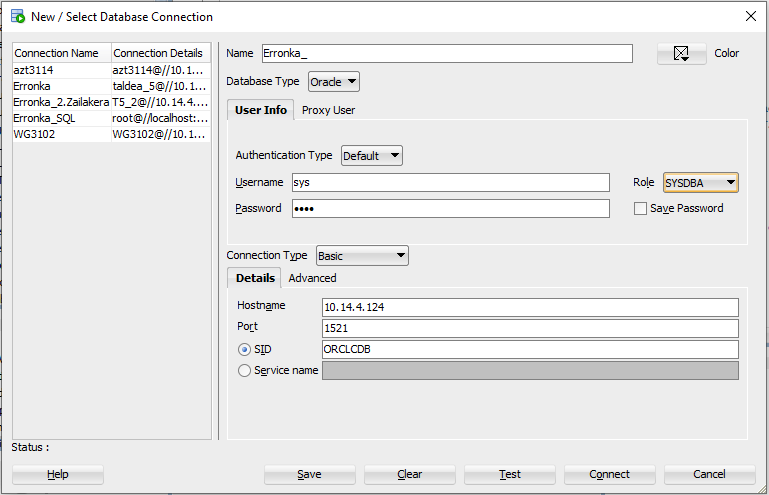 New / Select Database Connection
Connection Name Connection Details
azt3114 azt3114@//10.1...
Erronka taldea_5@//10.1...
Erronka_2.Zailakera T5_2@//10.14.4....
Erronka_SQL root@//localhost:...
WG3102 WG3102@//10.1...
Name Erronka_ Color
Database Type Oracle
User Info Proxy User
Authentication Type Default
Username sys Role SYSDBA
Password •••• Save Password
Connection Type Basic
Details Advanced
Hostname 10.14.4.124
Port 1521
SID ORCLCDB
Service name
Status :
Help Save Clear Test Connect Cancel